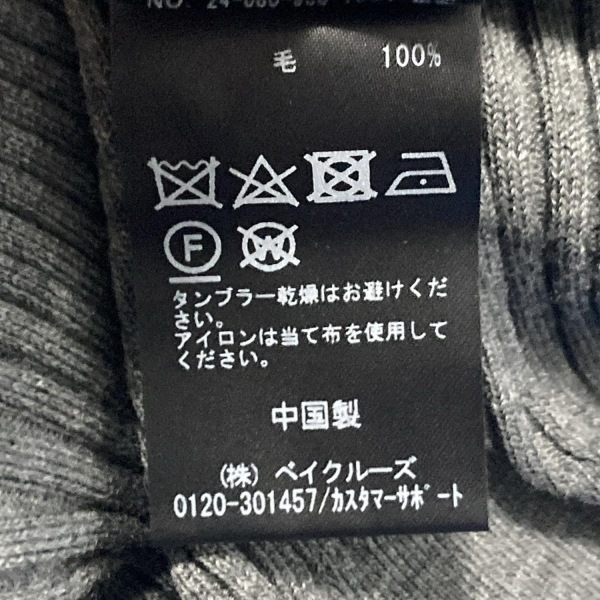 毛 100%
F W
タンブラー乾燥はお避けくだ
さい。
アイロンは当て布を使用して
ください。
中国製
(株) ベイクルーズ
0120-301457/カスタマーサポート